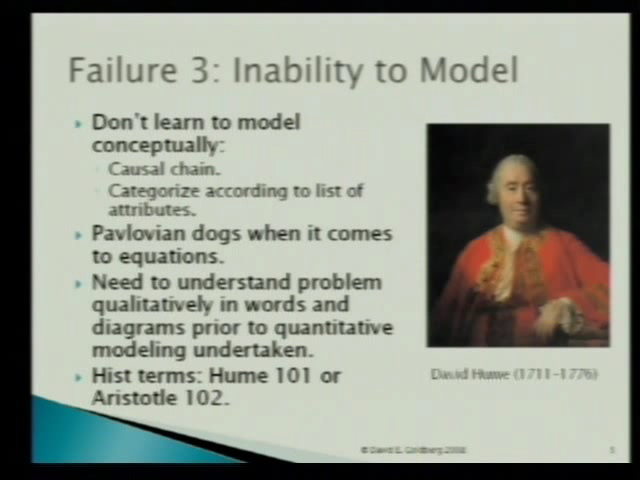 Failure 3: Inability to Model
Don't learn to model
conceptually:
Causal chain.
Categorize according to list of
attributes.
Pavlovian dogs when it comes
to equations.
Need to understand problem
qualitatively in words and
diagrams prior to quantitative
modeling undertaken.
Hist terms: Hume 101 or
Aristotle 102.
David Hume (1711-1776)
© David E. Goldberg 2008